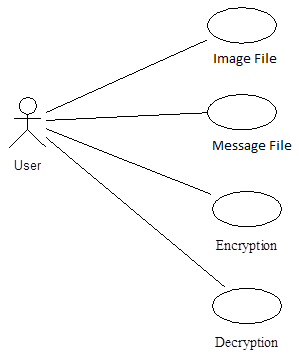 Image File
Message File
User
Encryption
Decryption